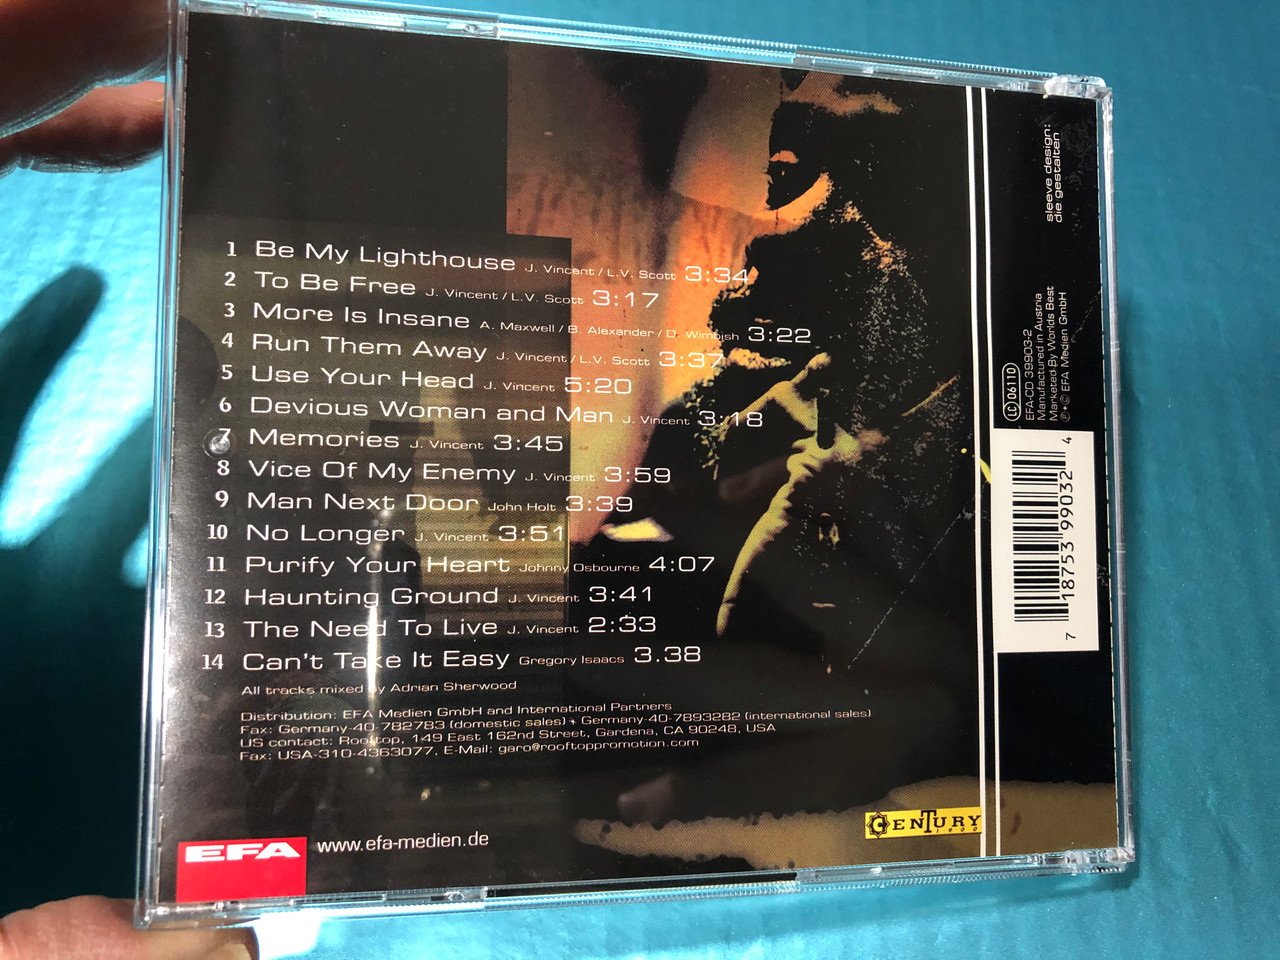 1 Be My Lighthouse J. Vincent / L.V. Scott 3:34
2 To Be Free J. Vincent / L.V. Scott 3:17
3 More Is Insane A. Maxwell / B. Alexander / D. Wimbish 3:22
4 Run Them Away J. Vincent / L.V. Scott 3:37
5 Use Your Head J. Vincent 5:20
6 Devious Woman and Man J. Vincent 3:18
7 Memories J. Vincent 3:45
8 Vice Of My Enemy J. Vincent 3:59
9 Man Next Door John Holt 3:39
10 No Longer J. Vincent 3:51
11 Purify Your Heart Johnny Osbourne 4:07
12 Haunting Ground J. Vincent 3:41
13 The Need To Live J. Vincent 2:33
14 Can't Take It Easy Gregory Isaacs 3.38
All tracks mixed by Adrian Sherwood
Distribution: EFA Medien GmbH and International Partners
Fax: Germany-40-782783 (domestic sales) + Germany-40-7893282 (international sales)
US contact: Rooftop, 149 East 162nd Street, Gardena, CA 90248, USA
Fax: USA-310-4363077, E-Mail: garo@rooftoppromotion.com
EFA www.efa-medien.de
CENTURY
sleeve design:
die gestalten
LC 06110
EFA-CD 39903-2
Manufactured in Austria
Marketed By Worlds Best
℗+© EFA Medien GmbH
7 18753 99032 4